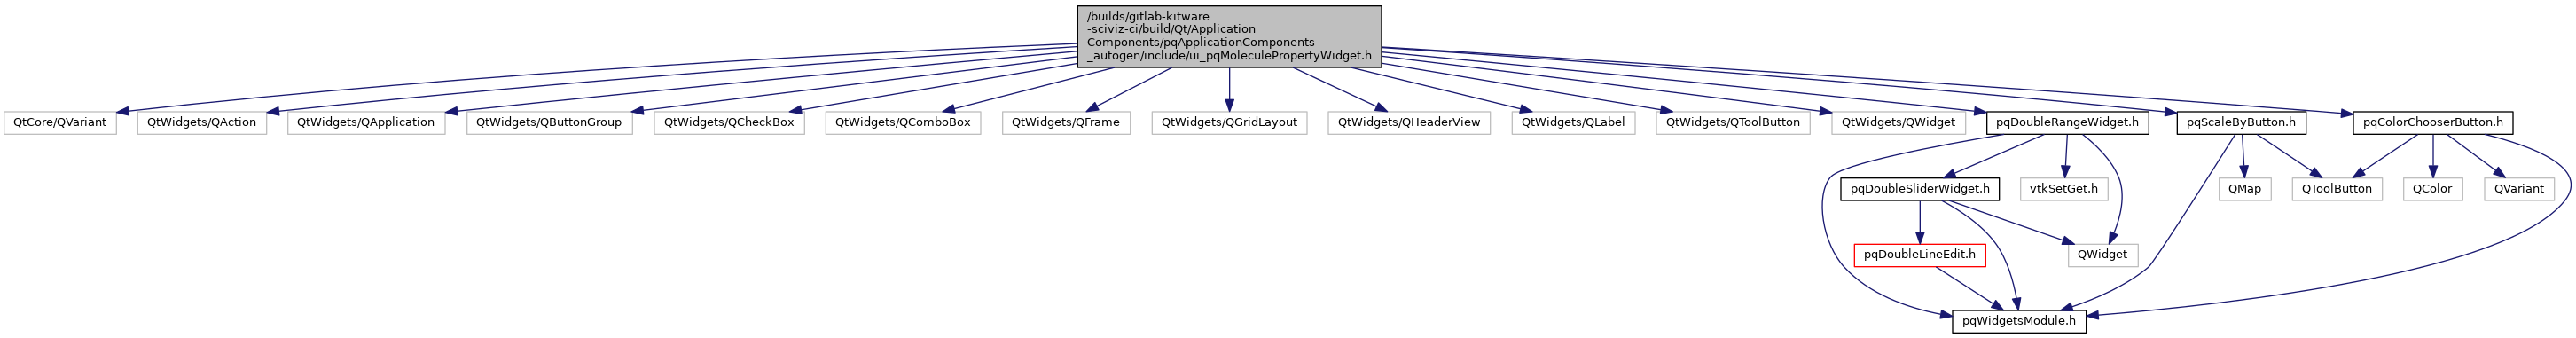 /builds/gitlab-kitware
-sciviz-ci/build/Qt/Application
Components/pqApplicationComponents
_autogen/include/ui_pqMoleculePropertyWidget.h
QtCore/QVariant
QtWidgets/QAction
QtWidgets/QApplication
QtWidgets/QButtonGroup
QtWidgets/QCheckBox
QtWidgets/QComboBox
QtWidgets/QFrame
QtWidgets/QGridLayout
QtWidgets/QHeaderView
QtWidgets/QLabel
QtWidgets/QToolButton
QtWidgets/QWidget
pqDoubleRangeWidget.h
pqScaleByButton.h
pqColorChooserButton.h
pqDoubleSliderWidget.h
vtkSetGet.h
QMap
QToolButton
QColor
QVariant
pqDoubleLineEdit.h
QWidget
pqWidgetsModule.h